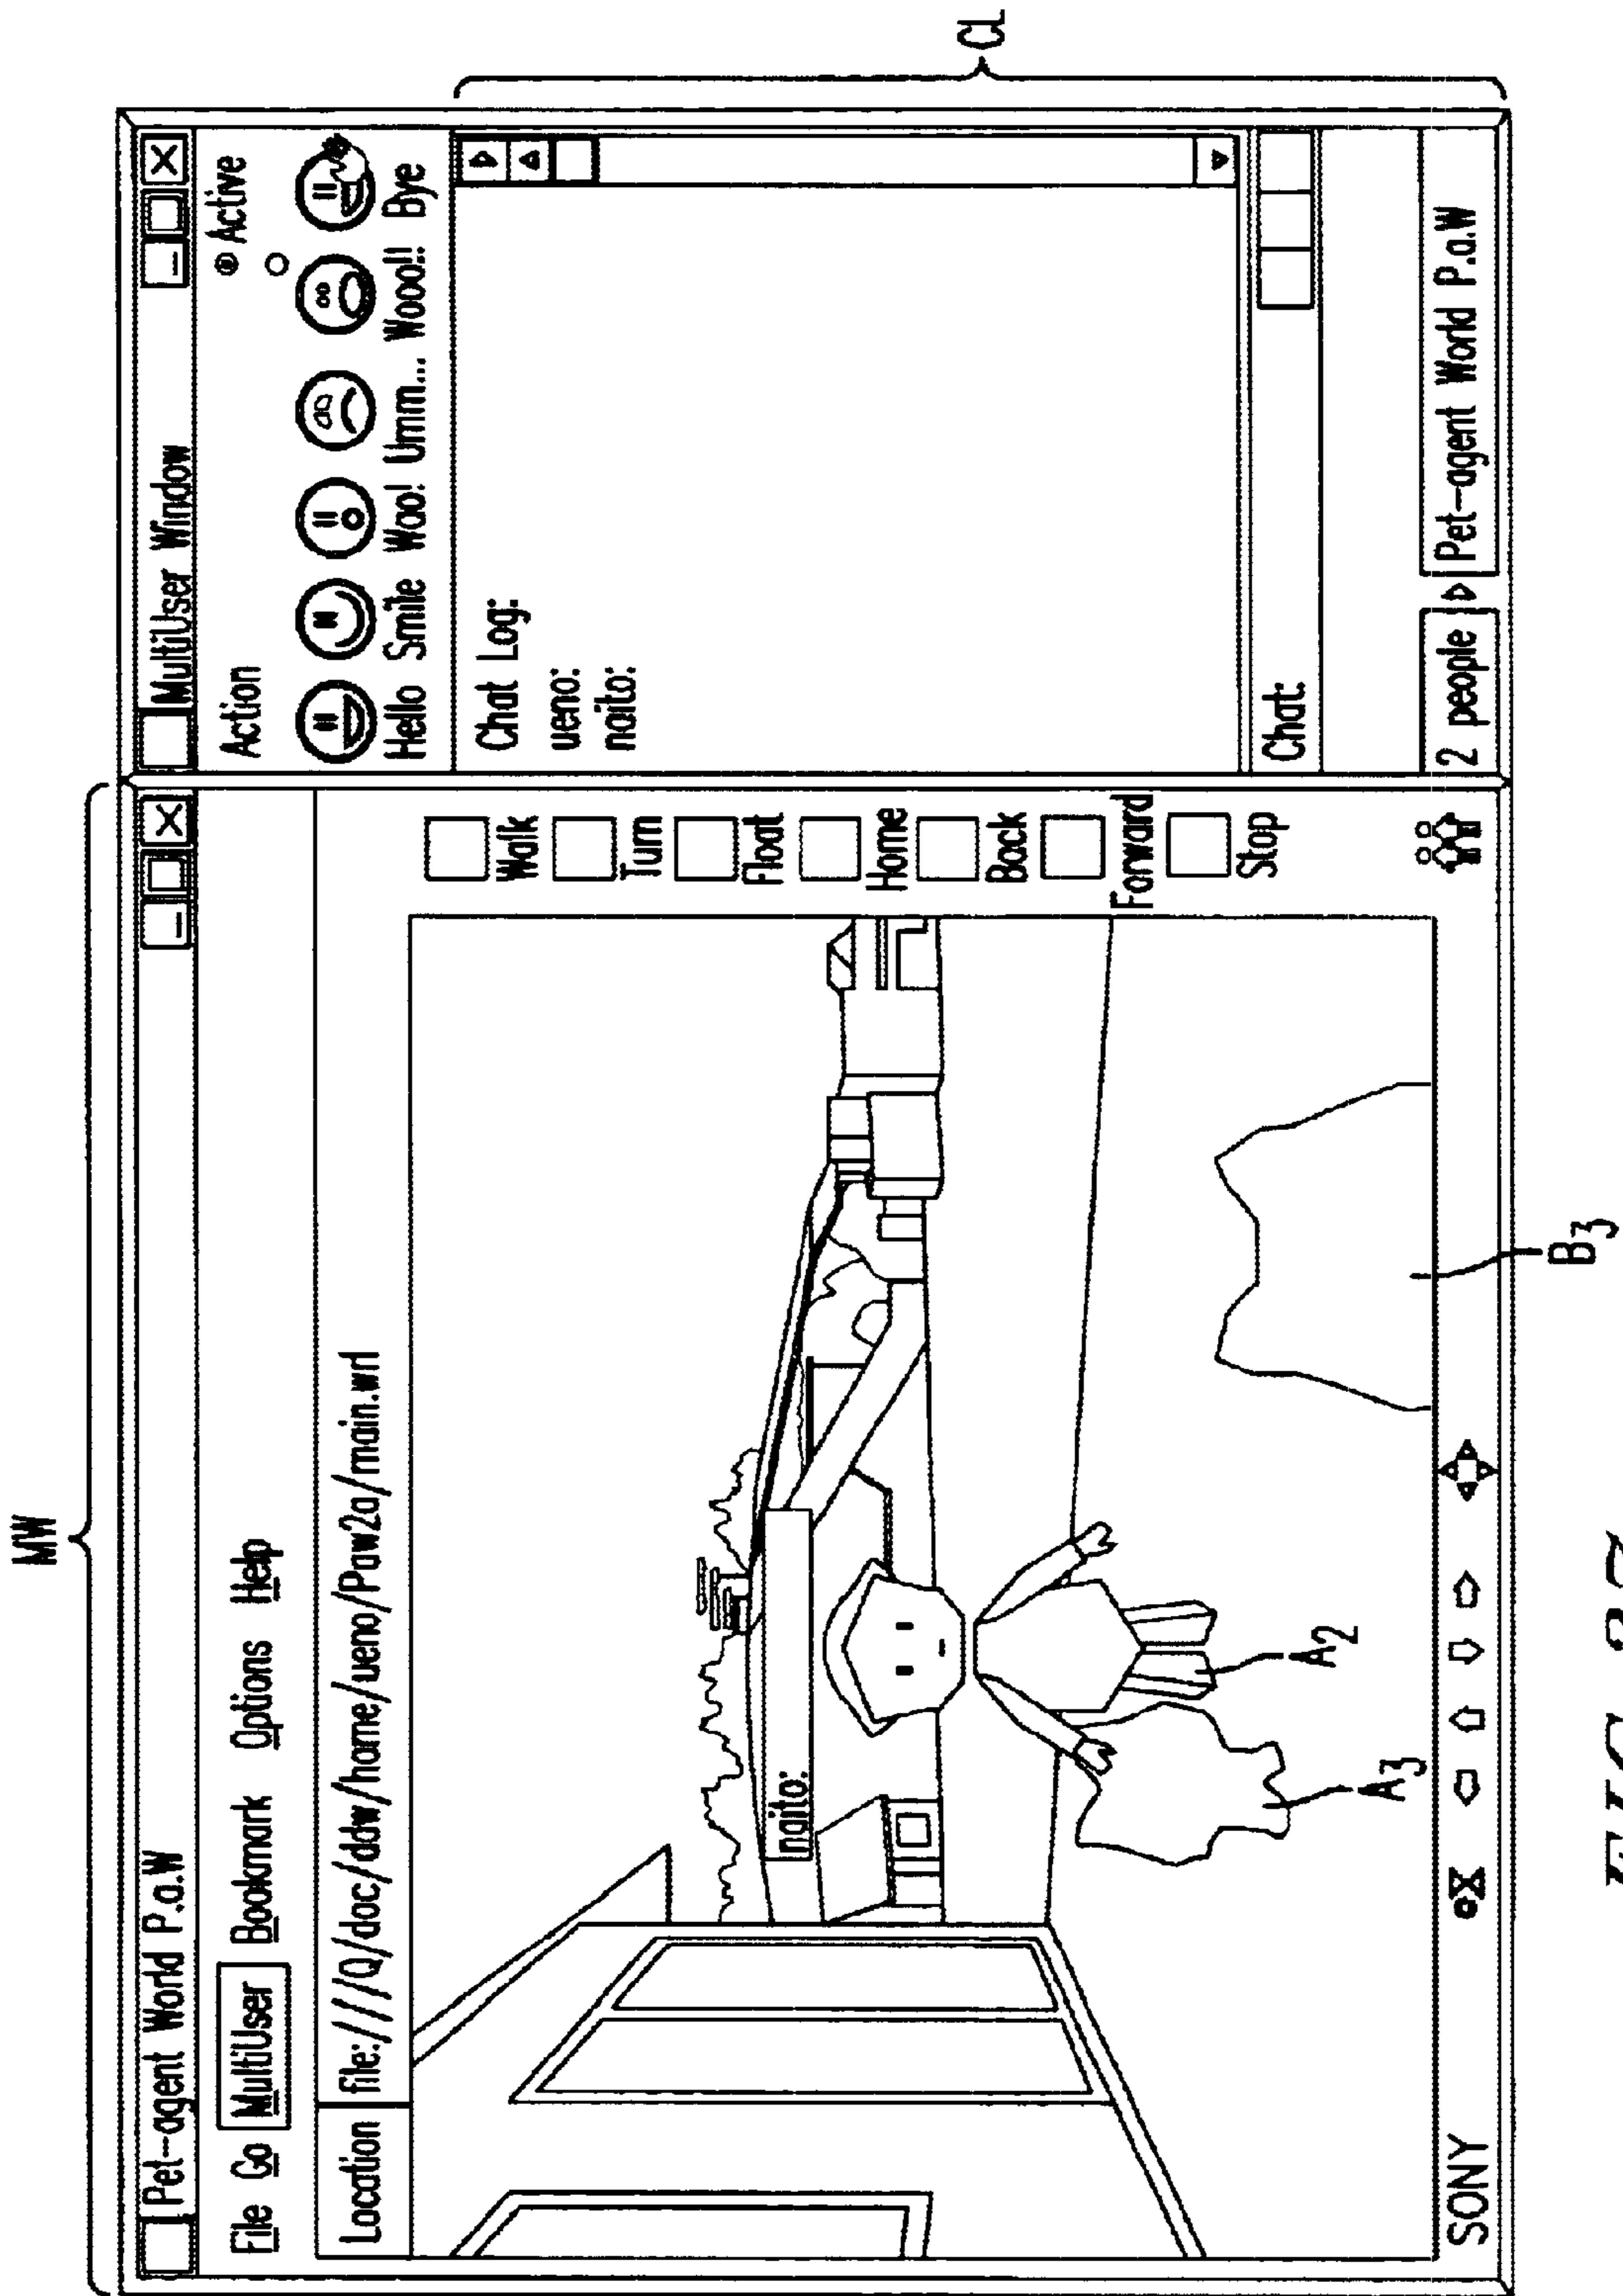 MW
Pet-agent World P.a.W
File Go MultiUser Bookmark Options Help
Location file:////Q/doc/ddw/home/ueno/Paw2a/main.wrl
naito:
Walk
Turn
Float
Home
Back
Forward
Stop
A3
A2
B3
SONY
MultiUser Window
Action
Active
Hello Smile Wao! Umm... Wooo!! Bye
Chat Log:
ueno:
naito:
Chat:
2 people Pet-agent World P.a.W
CL